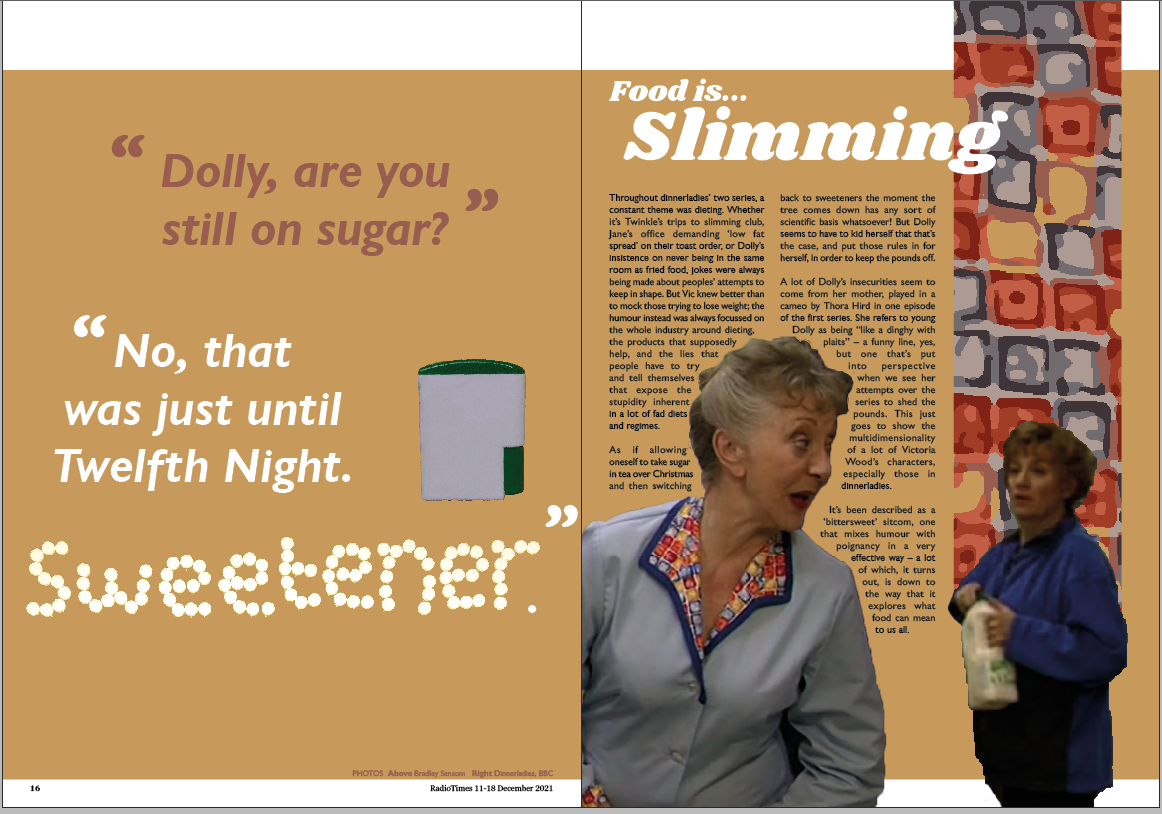 “ Dolly, are you
still on sugar? ”
“ No, that
was just until
Twelfth Night.
sweetener. ”
PHOTOS Above Bradley Sansom Right Dinnerladies, BBC
16
RadioTimes 11-18 December 2021
Food is...
Slimming
Throughout dinnerladies’ two series, a
constant theme was dieting. Whether
it’s Twinkle’s trips to slimming club,
Jane’s office demanding ‘low fat
spread’ on their toast order, or Dolly’s
insistence on never being in the same
room as fried food, jokes were always
being made about peoples’ attempts to
keep in shape. But Vic knew better than
to mock those trying to lose weight; the
humour instead was always focussed on
the whole industry around dieting,
the products that supposedly
help, and the lies that
people have to try
and tell themselves
that expose the
stupidity inherent
in a lot of fad diets
and regimes.
As if allowing
oneself to take sugar
in tea over Christmas
and then switching
back to sweeteners the moment the
tree comes down has any sort of
scientific basis whatsoever! But Dolly
seems to have to kid herself that that’s
the case, and put those rules in for
herself, in order to keep the pounds off.
A lot of Dolly’s insecurities seem to
come from her mother, played in a
cameo by Thora Hird in one episode
of the first series. She refers to young
Dolly as being “like a dinghy with
plaits” – a funny line, yes,
but one that’s put
into perspective
when we see her
attempts over the
series to shed the
pounds. This just
goes to show the
multidimensionality
of a lot of Victoria
Wood’s characters,
especially those in
dinnerladies.
It’s been described as a
‘bittersweet’ sitcom, one
that mixes humour with
poignancy in a very
effective way – a lot
of which, it turns
out, is down to
the way that it
explores what
food can mean
to us all.